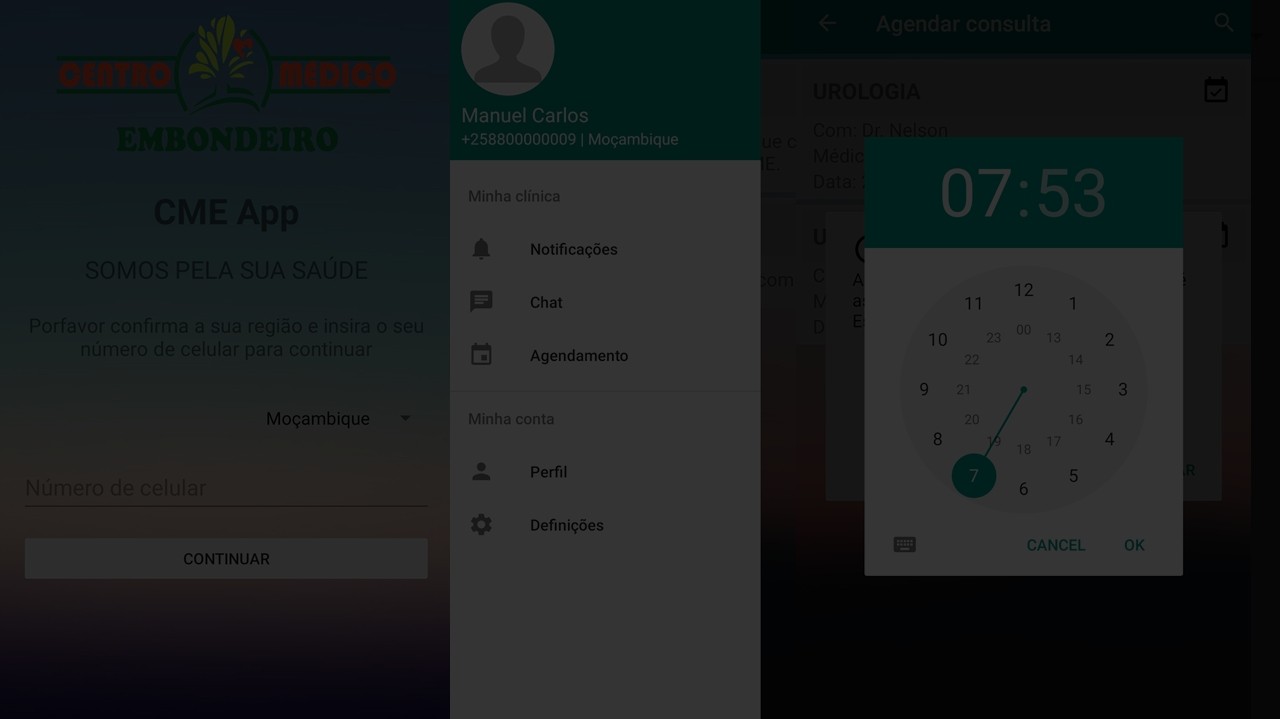 CENTRO MEDICO
EMBONDEIRO
CME App
SOMOS PELA SUA SAÚDE
Porfavor confirma a sua região e insira o seu
número de celular para continuar
Moçambique
Número de celular
CONTINUAR
Manuel Carlos
+258800000009 | Moçambique
Minha clínica
Notificações
Chat
Agendamento
Minha conta
Perfil
Definições
Agendar consulta
UROLOGIA
Com: Dr. Nelson
Data:
07:53
12
1
2
3
4
5
6
7
8
9
10
11
00
13
14
15
16
17
18
19
20
21
22
23
CANCEL
OK